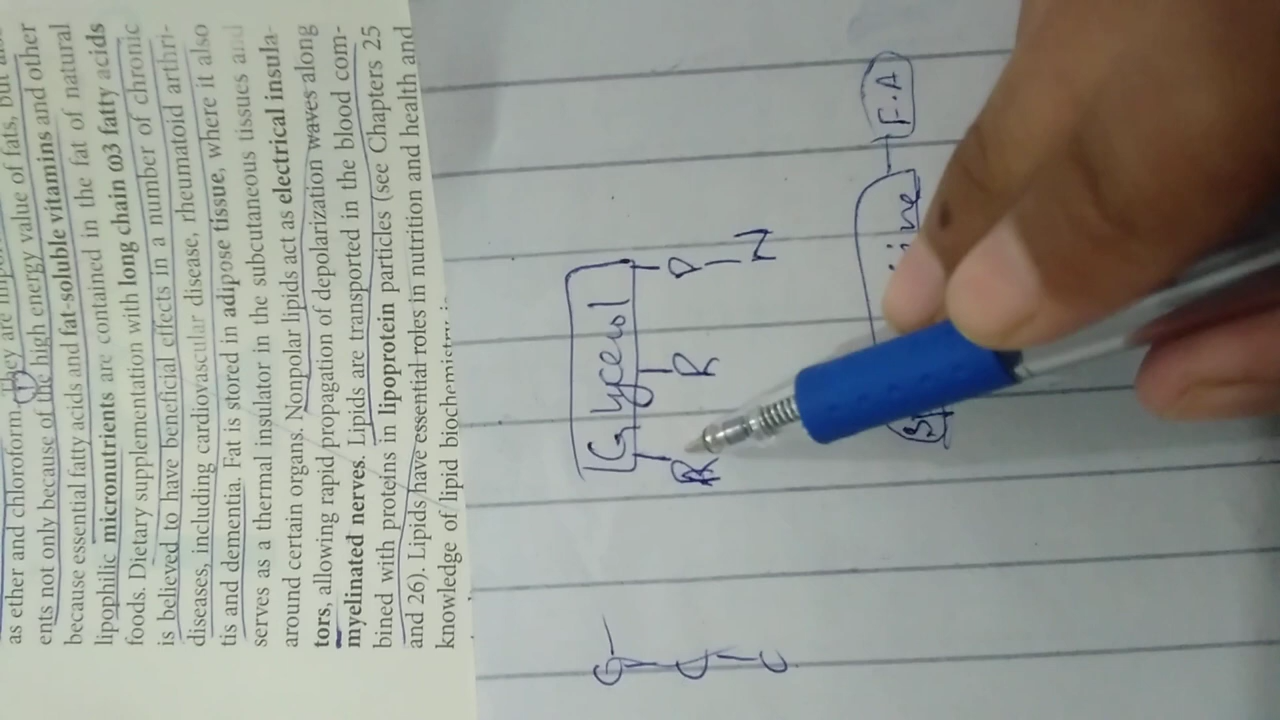 as ether and chloroform. They are
ents not only because of the high energy value of fats, but
because essential fatty acids and fat-soluble vitamins and other
lipophilic micronutrients are contained in the fat of natural
foods. Dietary supplementation with long chain ω3 fatty acids
is believed to have beneficial effects in a number of chronic
diseases, including cardiovascular disease, rheumatoid arthri-
tis and dementia. Fat is stored in adipose tissue, where it also
serves as a thermal insulator in the subcutaneous tissues and
around certain organs. Nonpolar lipids act as electrical insula-
tors, allowing rapid propagation of depolarization waves along
myelinated nerves. Lipids are transported in the blood com-
bined with proteins in lipoprotein particles (see Chapters 25
and 26). Lipids have essential roles in nutrition and health and
knowledge of lipid biochemistry is
Glycerol
R R P
N
F.A
C
C
C